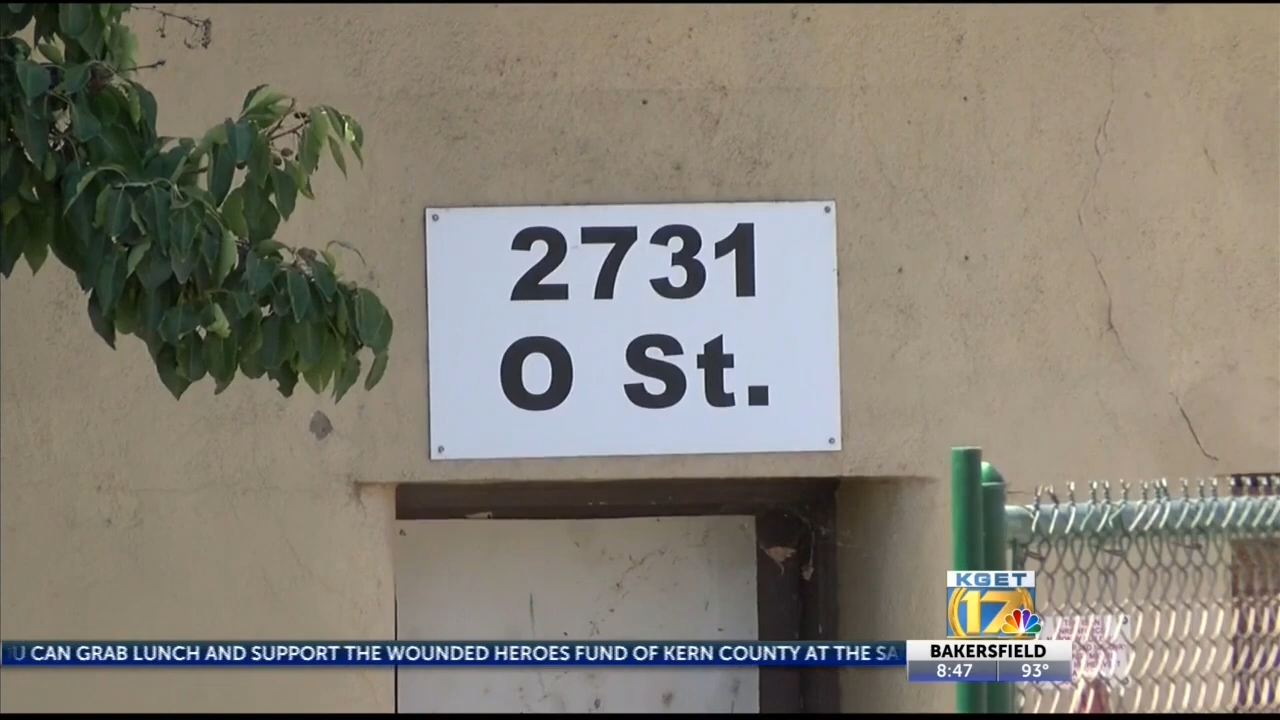 2731
O St.
KGET
17
U CAN GRAB LUNCH AND SUPPORT THE WOUNDED HEROES FUND OF KERN COUNTY AT THE SA
BAKERSFIELD
8:47 93°